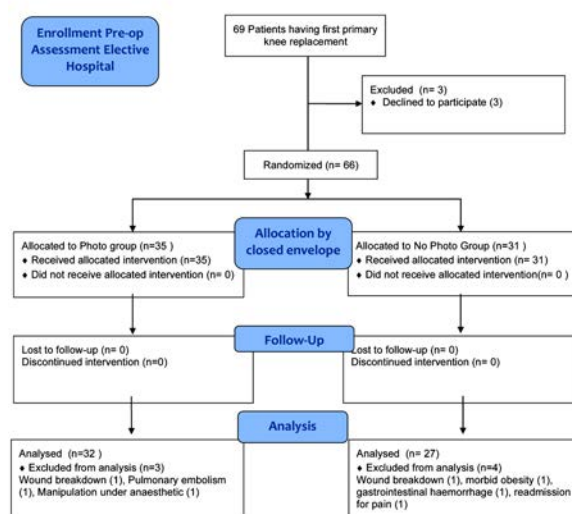 Enrollment Pre-op
Assessment Elective
Hospital
69 Patients having first primary
knee replacement
Excluded (n= 3)
♦ Declined to participate (3)
Randomized (n= 66)
Allocation by
closed envelope
Allocated to Photo group (n=35 )
♦ Received allocated intervention (n=35)
♦ Did not receive allocated intervention (n= 0)
Allocated to No Photo Group (n=31)
♦ Received allocated intervention (n= 31)
♦ Did not receive allocated intervention(n= 0 )
Follow-Up
Lost to follow-up (n= 0)
Discontinued intervention (n=0)
Lost to follow-up (n= 0)
Discontinued intervention (n= 0)
Analysis
Analysed (n=32 )
♦ Excluded from analysis (n=3)
Wound breakdown (1), Pulmonary embolism
(1), Manipulation under anaesthetic (1)
Analysed (n= 27)
♦ Excluded from analysis (n=4)
Wound breakdown (1), morbid obesity (1),
gastrointestinal haemorrhage (1), readmission
for pain (1)